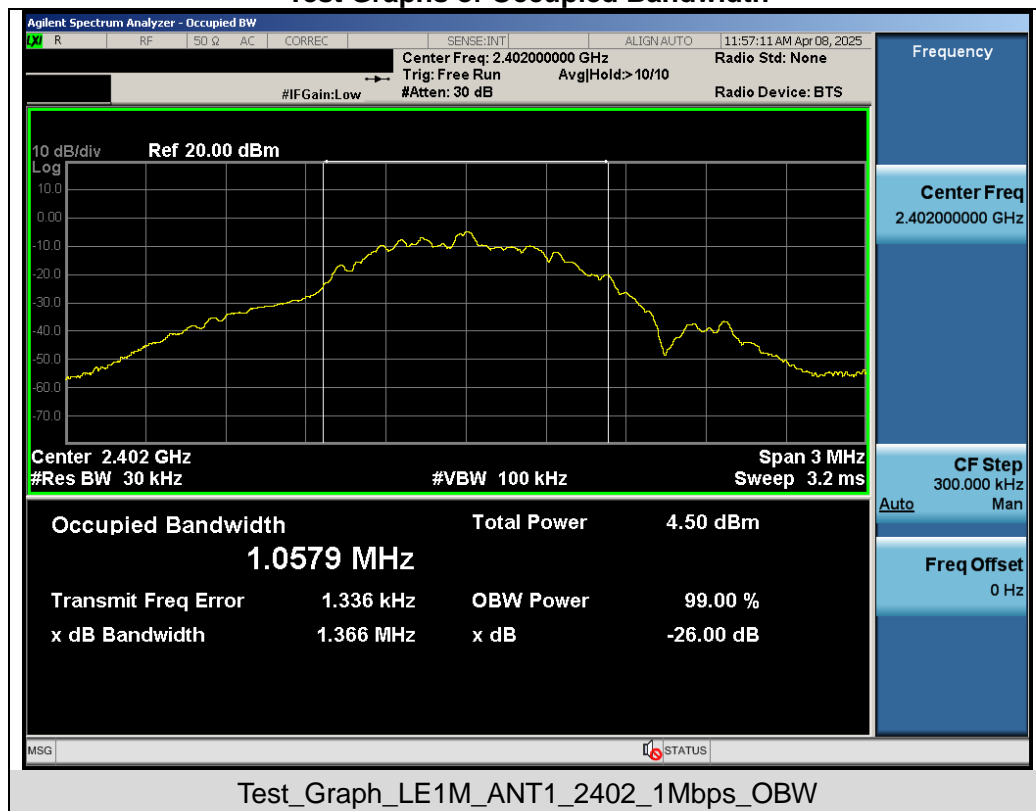 Test Graphs of Occupied Bandwidth
Agilent Spectrum Analyzer - Occupied BW
LXI R RF 50 Ω AC CORREC SENSE:INT ALIGN AUTO 11:57:11 AM Apr 08, 2025
Center Freq: 2.402000000 GHz Radio Std: None
Trig: Free Run Avg|Hold:> 10/10
#IFGain:Low #Atten: 30 dB Radio Device: BTS
10 dB/div Ref 20.00 dBm
Log
10.0
0.00
-10.0
-20.0
-30.0
-40.0
-50.0
-60.0
-70.0
Center 2.402 GHz Span 3 MHz
#Res BW 30 kHz #VBW 100 kHz Sweep 3.2 ms
Occupied Bandwidth Total Power 4.50 dBm
1.0579 MHz
Transmit Freq Error 1.336 kHz OBW Power 99.00 %
x dB Bandwidth 1.366 MHz x dB -26.00 dB
Frequency
Center Freq
2.402000000 GHz
CF Step
300.000 kHz
Auto Man
Freq Offset
0 Hz
MSG STATUS
Test_Graph_LE1M_ANT1_2402_1Mbps_OBW